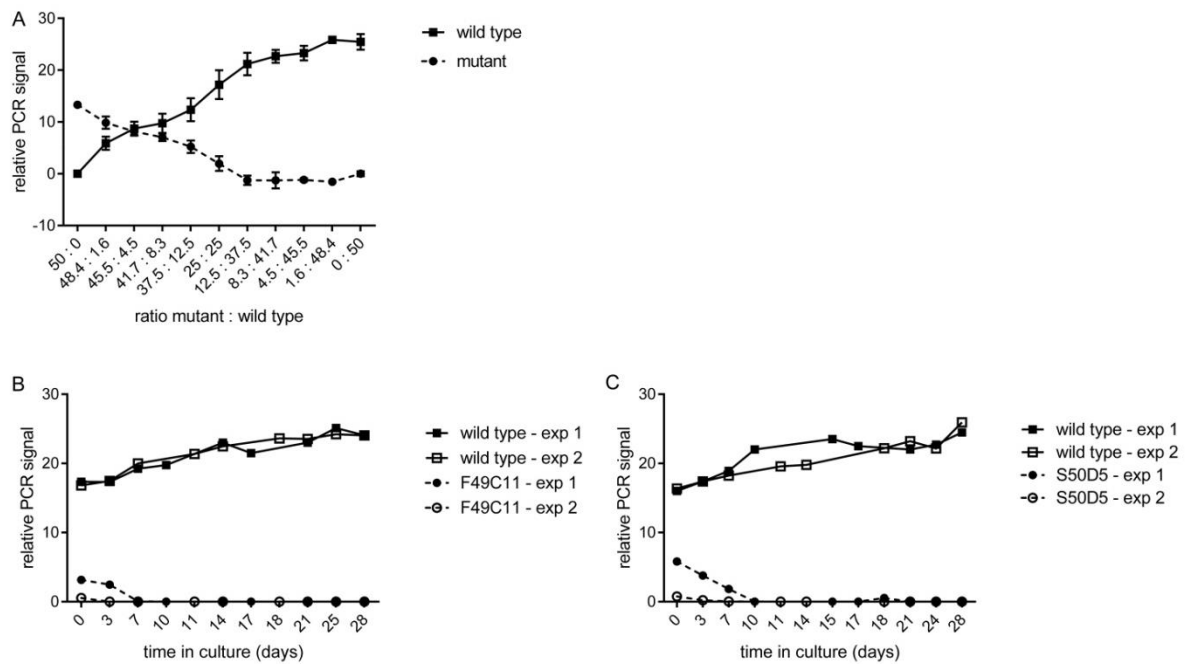 A
30
20
10
0
-10
relative PCR signal
50 : 0
48.4 : 1.6
45.5 : 4.5
41.7 : 8.3
37.5 : 12.5
25 : 25
12.5 : 37.5
8.3 : 41.7
4.5 : 45.5
1.6 : 48.4
0 : 50
ratio mutant : wild type
wild type
mutant
B
30
20
10
0
relative PCR signal
0
3
7
10
11
14
17
18
21
25
28
time in culture (days)
wild type - exp 1
wild type - exp 2
F49C11 - exp 1
F49C11 - exp 2
C
30
20
10
0
relative PCR signal
0
3
7
10
11
14
15
17
18
21
24
28
time in culture (days)
wild type - exp 1
wild type - exp 2
S50D5 - exp 1
S50D5 - exp 2